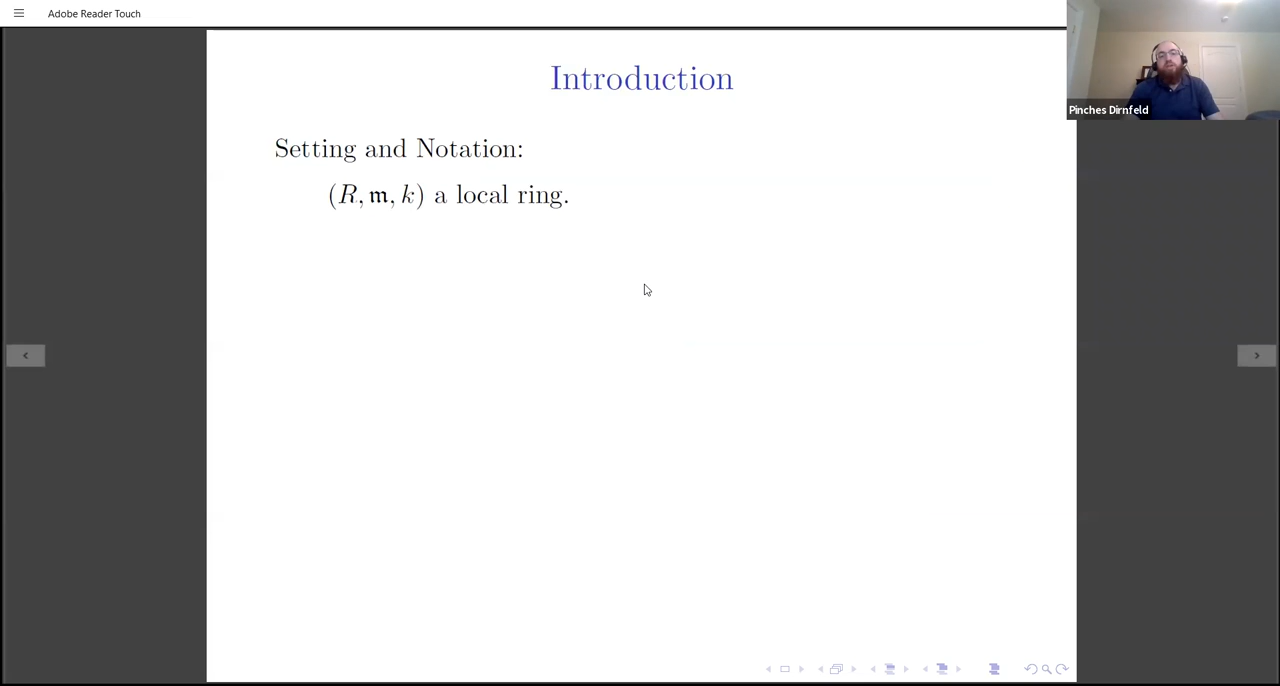 Adobe Reader Touch
Pinches Dirnfeld
Introduction
Setting and Notation:
(R, 𝔪, k) a local ring.